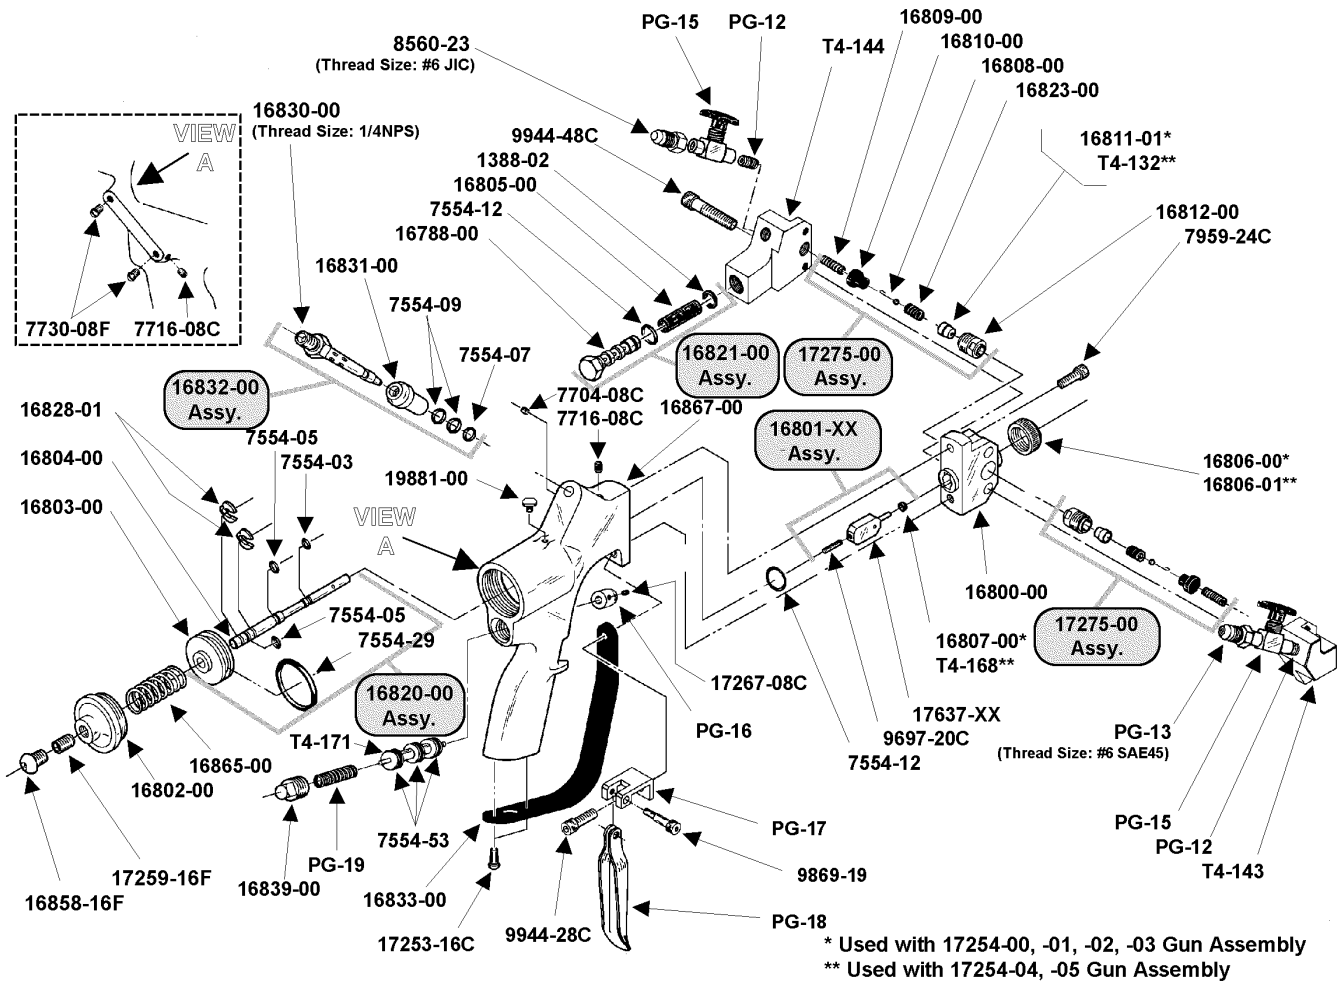 PG-15
PG-12
16809-00
16810-00
16808-00
16823-00
8560-23
(Thread Size: #6 JIC)
T4-144
16830-00
(Thread Size: 1/4NPS)
VIEW
A
7730-08F
7716-08C
9944-48C
1388-02
16805-00
7554-12
16788-00
16811-01*
T4-132**
16812-00
7959-24C
16831-00
7554-09
7554-07
16821-00
Assy.
17275-00
Assy.
16832-00
Assy.
7704-08C
7716-08C
16867-00
16801-XX
Assy.
16828-01
16804-00
16803-00
7554-05
7554-03
19881-00
VIEW
A
16806-00*
16806-01**
16800-00
7554-05
7554-29
16820-00
Assy.
17267-08C
PG-16
16807-00*
T4-168**
17637-XX
9697-20C
7554-12
17275-00
Assy.
PG-13
(Thread Size: #6 SAE45)
PG-15
PG-12
T4-143
T4-171
16865-00
16802-00
17259-16F
16858-16F
16839-00
PG-19
7554-53
16833-00
17253-16C
9944-28C
PG-17
9869-19
PG-18
* Used with 17254-00, -01, -02, -03 Gun Assembly
** Used with 17254-04, -05 Gun Assembly